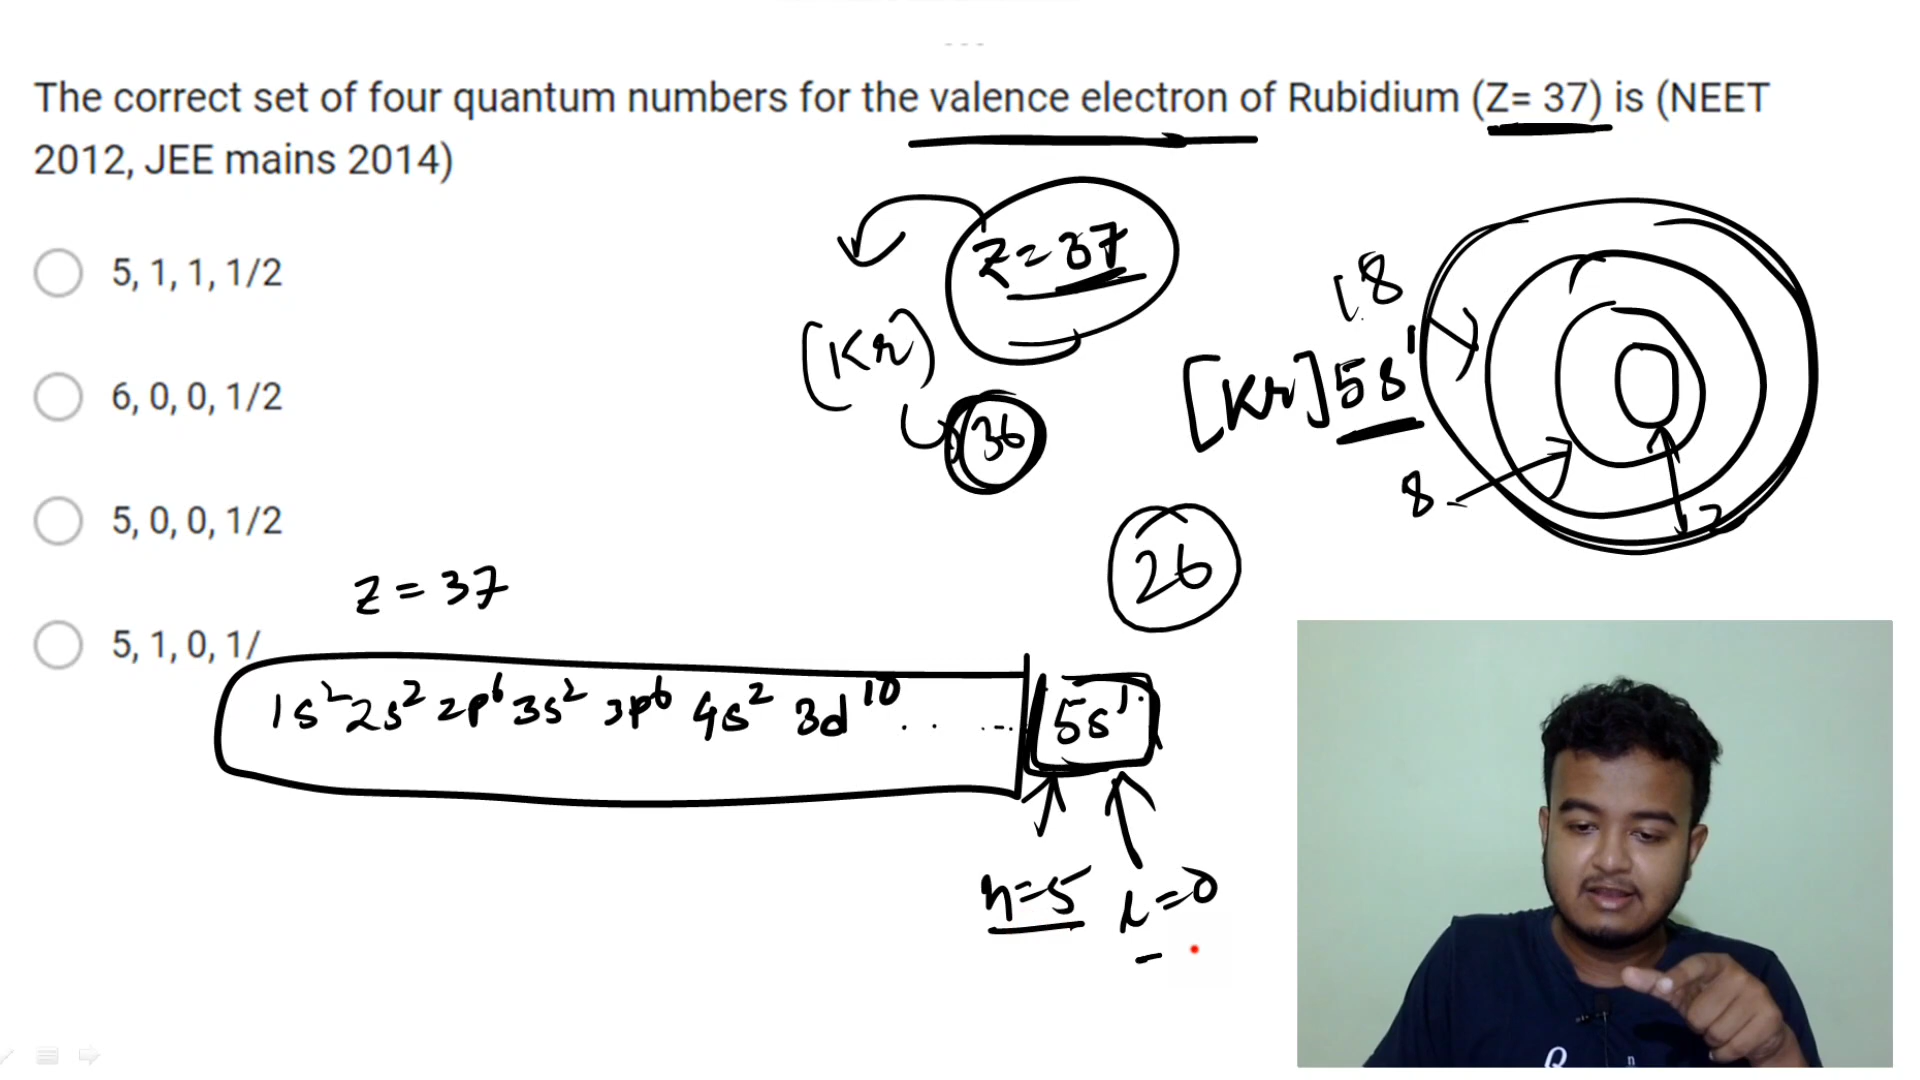 The correct set of four quantum numbers for the valence electron of Rubidium (Z= 37) is (NEET
2012, JEE mains 2014)
5, 1, 1, 1/2
6, 0, 0, 1/2
5, 0, 0, 1/2
5, 1, 0, 1/
Z = 37
(Kr)
36
18
[Kr] 5s¹
8
2
26
Z = 37
1s² 2s² 2p⁶ 3s² 3p⁶ 4s² 3d¹⁰ . . . . - . 5s¹
n=5 l=0
Q n